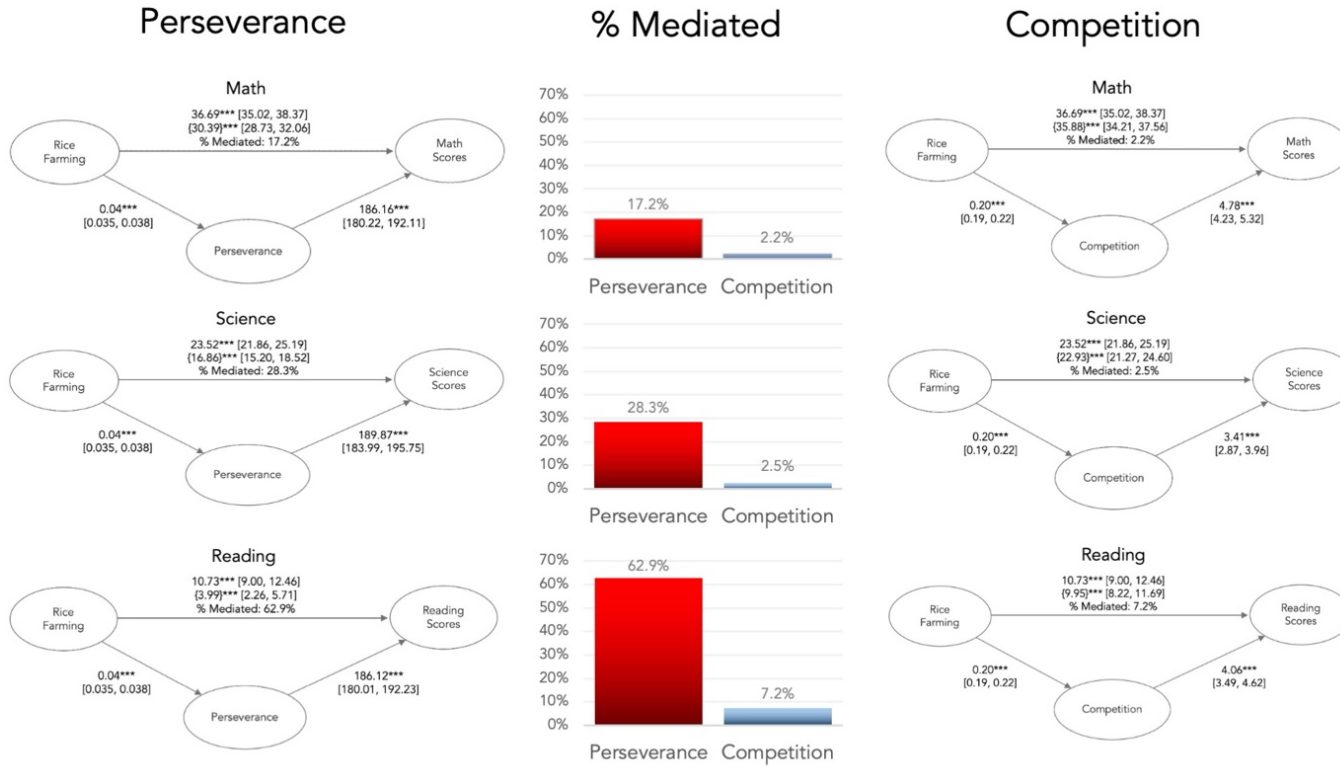 Perseverance
% Mediated
Competition
Math
36.69*** [35.02, 38.37]
{30.39}*** [28.73, 32.06]
% Mediated: 17.2%
Rice
Farming
Math
Scores
0.04***
[0.035, 0.038]
186.16***
[180.22, 192.11]
Perseverance
70%
60%
50%
40%
30%
20%
10%
0%
17.2%
2.2%
Perseverance Competition
Math
36.69*** [35.02, 38.37]
{35.88}*** [34.21, 37.56]
% Mediated: 2.2%
Rice
Farming
Math
Scores
0.20***
[0.19, 0.22]
4.78***
[4.23, 5.32]
Competition
Science
23.52*** [21.86, 25.19]
{16.86}*** [15.20, 18.52]
% Mediated: 28.3%
Rice
Farming
Science
Scores
0.04***
[0.035, 0.038]
189.87***
[183.99, 195.75]
Perseverance
70%
60%
50%
40%
30%
20%
10%
0%
28.3%
2.5%
Perseverance Competition
Science
23.52*** [21.86, 25.19]
{22.93}*** [21.27, 24.60]
% Mediated: 2.5%
Rice
Farming
Science
Scores
0.20***
[0.19, 0.22]
3.41***
[2.87, 3.96]
Competition
Reading
10.73*** [9.00, 12.46]
{3.99}*** [2.26, 5.71]
% Mediated: 62.9%
Rice
Farming
Reading
Scores
0.04***
[0.035, 0.038]
186.12***
[180.01, 192.23]
Perseverance
70%
60%
50%
40%
30%
20%
10%
0%
62.9%
7.2%
Perseverance Competition
Reading
10.73*** [9.00, 12.46]
{9.95}*** [8.22, 11.69]
% Mediated: 7.2%
Rice
Farming
Reading
Scores
0.20***
[0.19, 0.22]
4.06***
[3.49, 4.62]
Competition